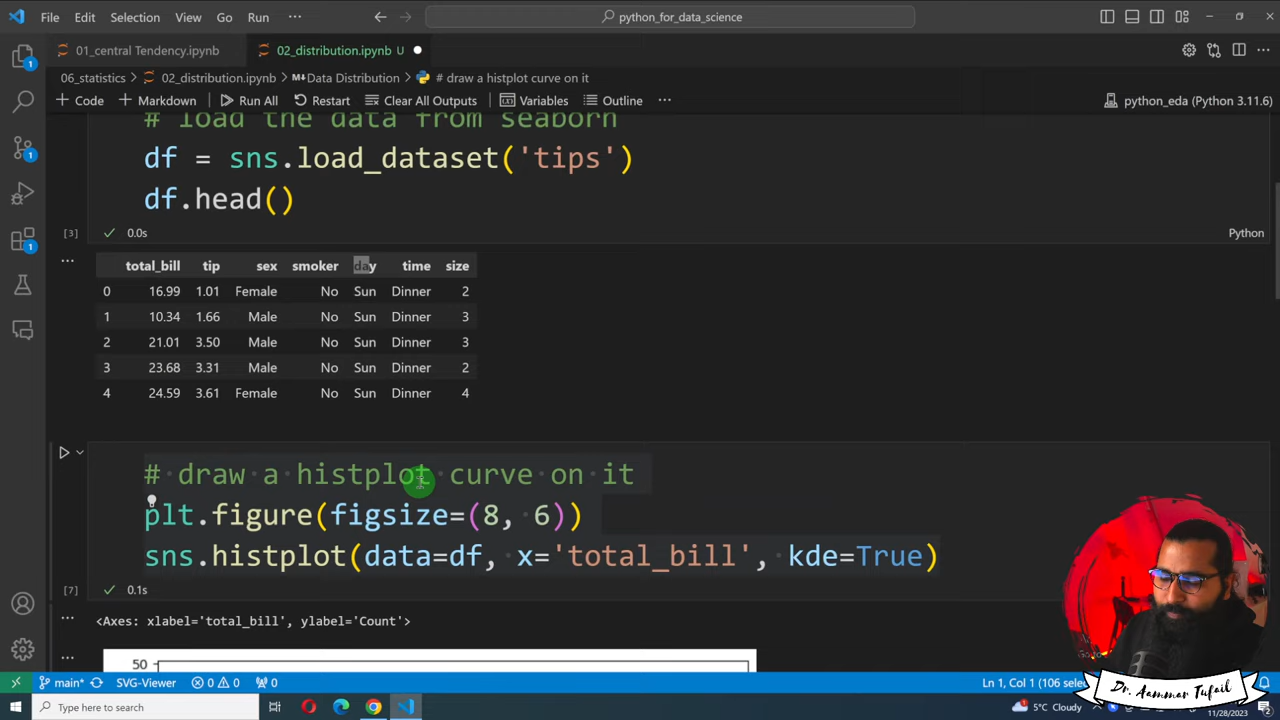 File Edit Selection View Go Run ··· python_for_data_science
01_central Tendency.ipynb 02_distribution.ipynb U
06_statistics > 02_distribution.ipynb > Data Distribution > # draw a histplot curve on it
+ Code + Markdown Run All Restart Clear All Outputs Variables Outline ··· python_eda (Python 3.11.6)
# load the data from seaborn
df = sns.load_dataset('tips')
df.head()
[3] 0.0s Python
total_bill tip sex smoker day time size
0 16.99 1.01 Female No Sun Dinner 2
1 10.34 1.66 Male No Sun Dinner 3
2 21.01 3.50 Male No Sun Dinner 3
3 23.68 3.31 Male No Sun Dinner 2
4 24.59 3.61 Female No Sun Dinner 4
# draw a histplot curve on it
plt.figure(figsize=(8, 6))
sns.histplot(data=df, x='total_bill', kde=True)
[7] 0.1s
<Axes: xlabel='total_bill', ylabel='Count'>
50
main* SVG-Viewer 0 0 0 Ln 1, Col 1 (106
Dr. Aammar Tufail
Type here to search 5°C Cloudy 11/28/2023